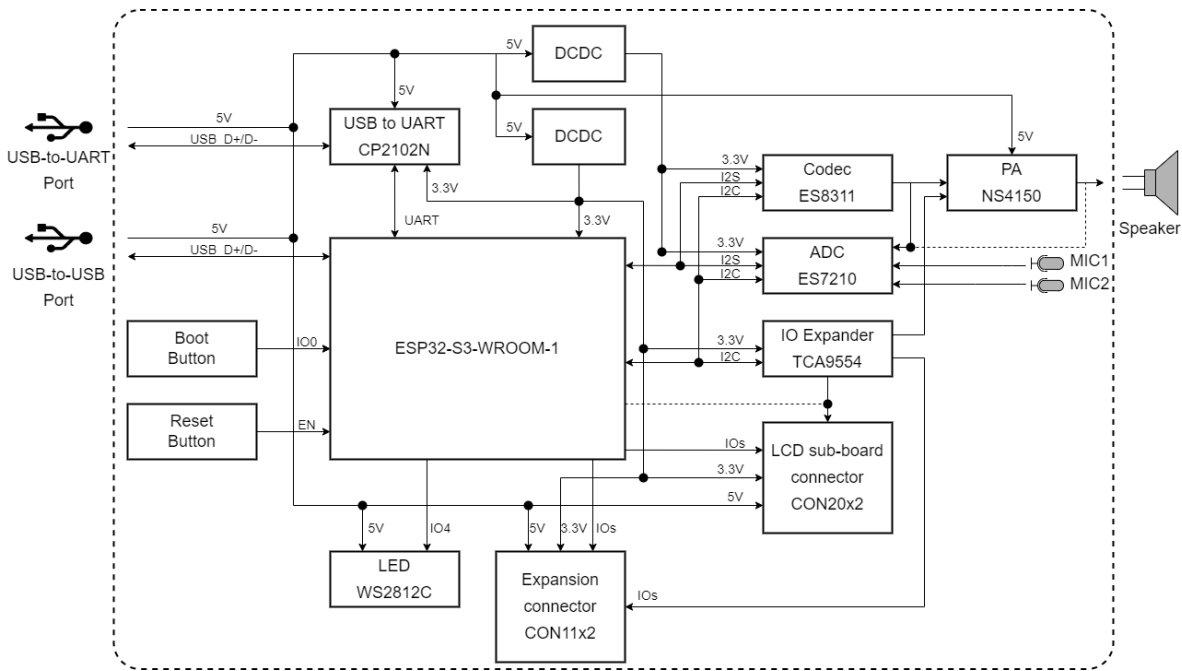 5V
DCDC
5V
USB to UART
CP2102N
5V
DCDC
5V
USB D+/D-
USB-to-UART
Port
5V
3.3V
UART
3.3V
3.3V
I2S
I2C
Codec
ES8311
PA
NS4150
Speaker
5V
USB D+/D-
USB-to-USB
Port
3.3V
I2S
I2C
ADC
ES7210
MIC1
MIC2
Boot
Button
IO0
ESP32-S3-WROOM-1
3.3V
I2C
IO Expander
TCA9554
Reset
Button
EN
IOs
3.3V
5V
LCD sub-board
connector
CON20x2
5V
IO4
5V
3.3V
IOs
LED
WS2812C
Expansion
connector
CON11x2
IOs